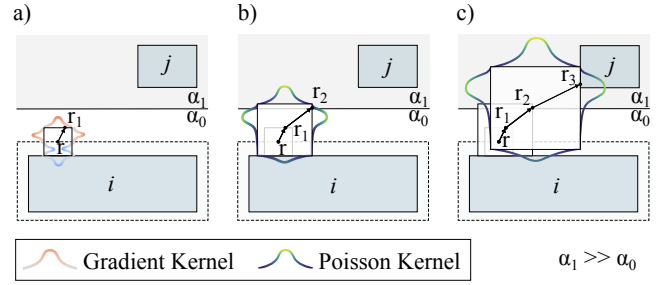 a)
j
α₁
α₀
r₁
r
i
b)
j
r₂
α₁
α₀
r₁
r
i
c)
j
r₃
r₂
α₁
α₀
r₁
r
i
Gradient Kernel
Poisson Kernel
α₁ >> α₀